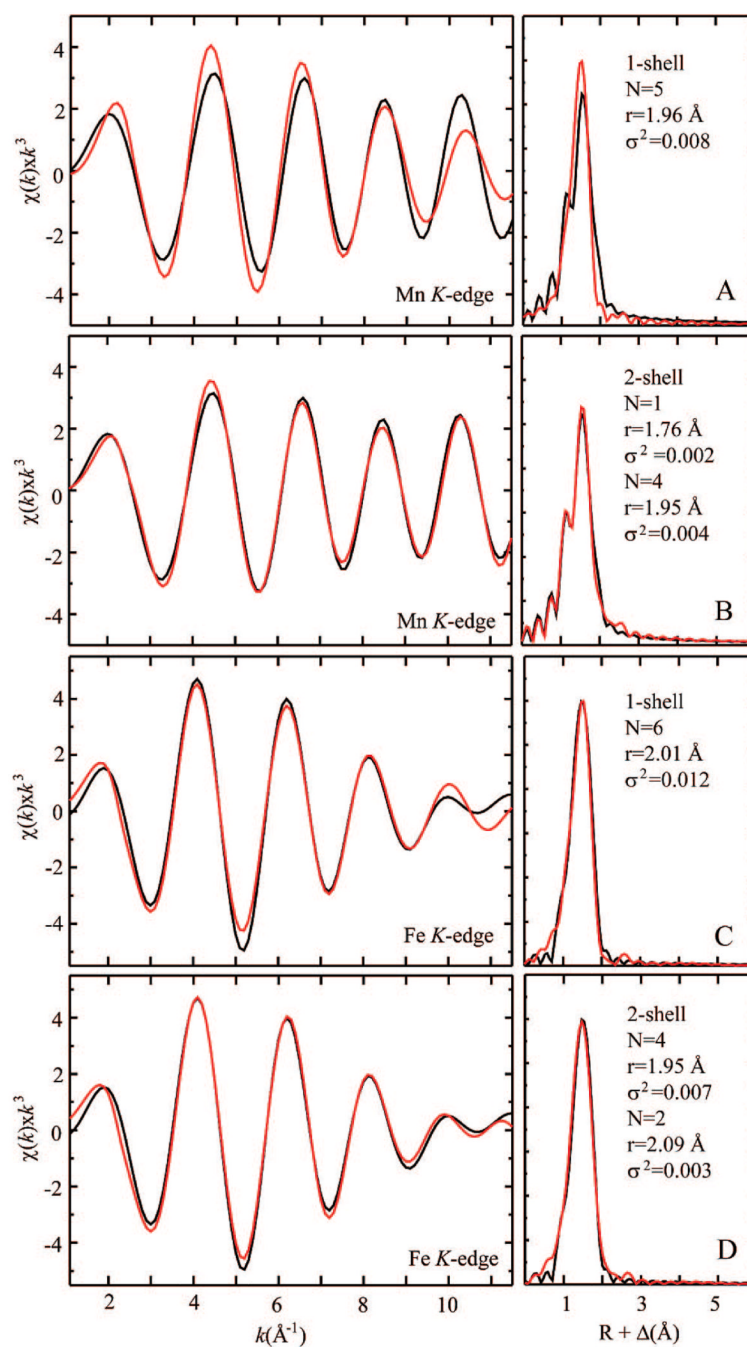 4
2
0
-2
-4
χ(k)xk³
Mn K-edge
1-shell
N=5
r=1.96 Å
σ²=0.008
A
4
2
0
-2
-4
χ(k)xk³
Mn K-edge
2-shell
N=1
r=1.76 Å
σ²=0.002
N=4
r=1.95 Å
σ²=0.004
B
4
2
0
-2
-4
χ(k)xk³
Fe K-edge
1-shell
N=6
r=2.01 Å
σ²=0.012
C
4
2
0
-2
-4
χ(k)xk³
Fe K-edge
2-shell
N=4
r=1.95 Å
σ²=0.007
N=2
r=2.09 Å
σ²=0.003
D
2 4 6 8 10
k(Å⁻¹)
1 3 5
R + Δ(Å)